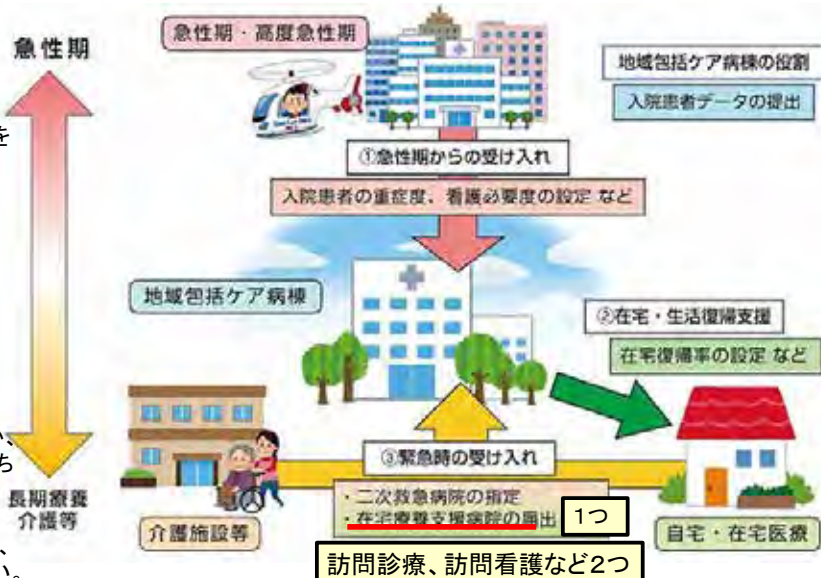 急性期
急性期・高度急性期
地域包括ケア病棟の役割
入院患者データの提出
を
①急性期からの受け入れ
入院患者の重症度、看護必要度の設定 など
地域包括ケア病棟
②在宅・生活復帰支援
在宅復帰率の設定 など
、
ち
③緊急時の受け入れ
長期療養
介護等
・二次救急病院の指定
・在宅療養支援病院の届出
1つ
介護施設等
自宅・在宅医療
、
訪問診療、訪問看護など2つ
い。